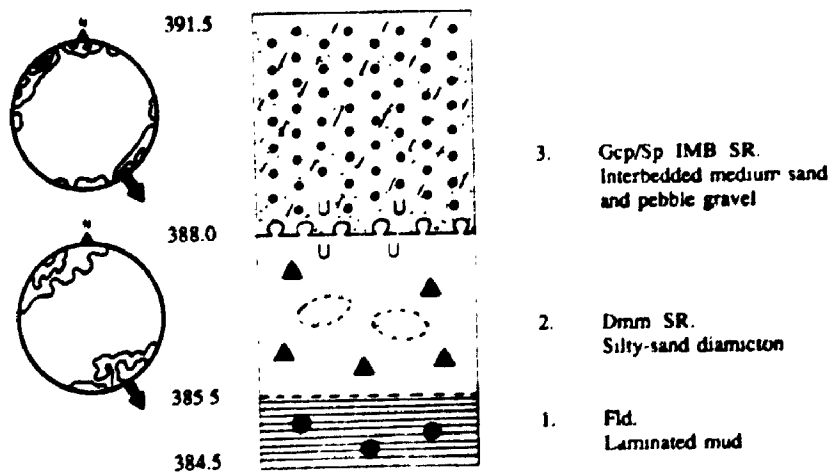 N
391.5
3. Gcp/Sp IMB SR.
Interbedded medium sand
and pebble gravel
U U
388.0
U U
N
2. Dmm SR.
Silty-sand diamicton
385 5
1. Fld.
Laminated mud
384.5